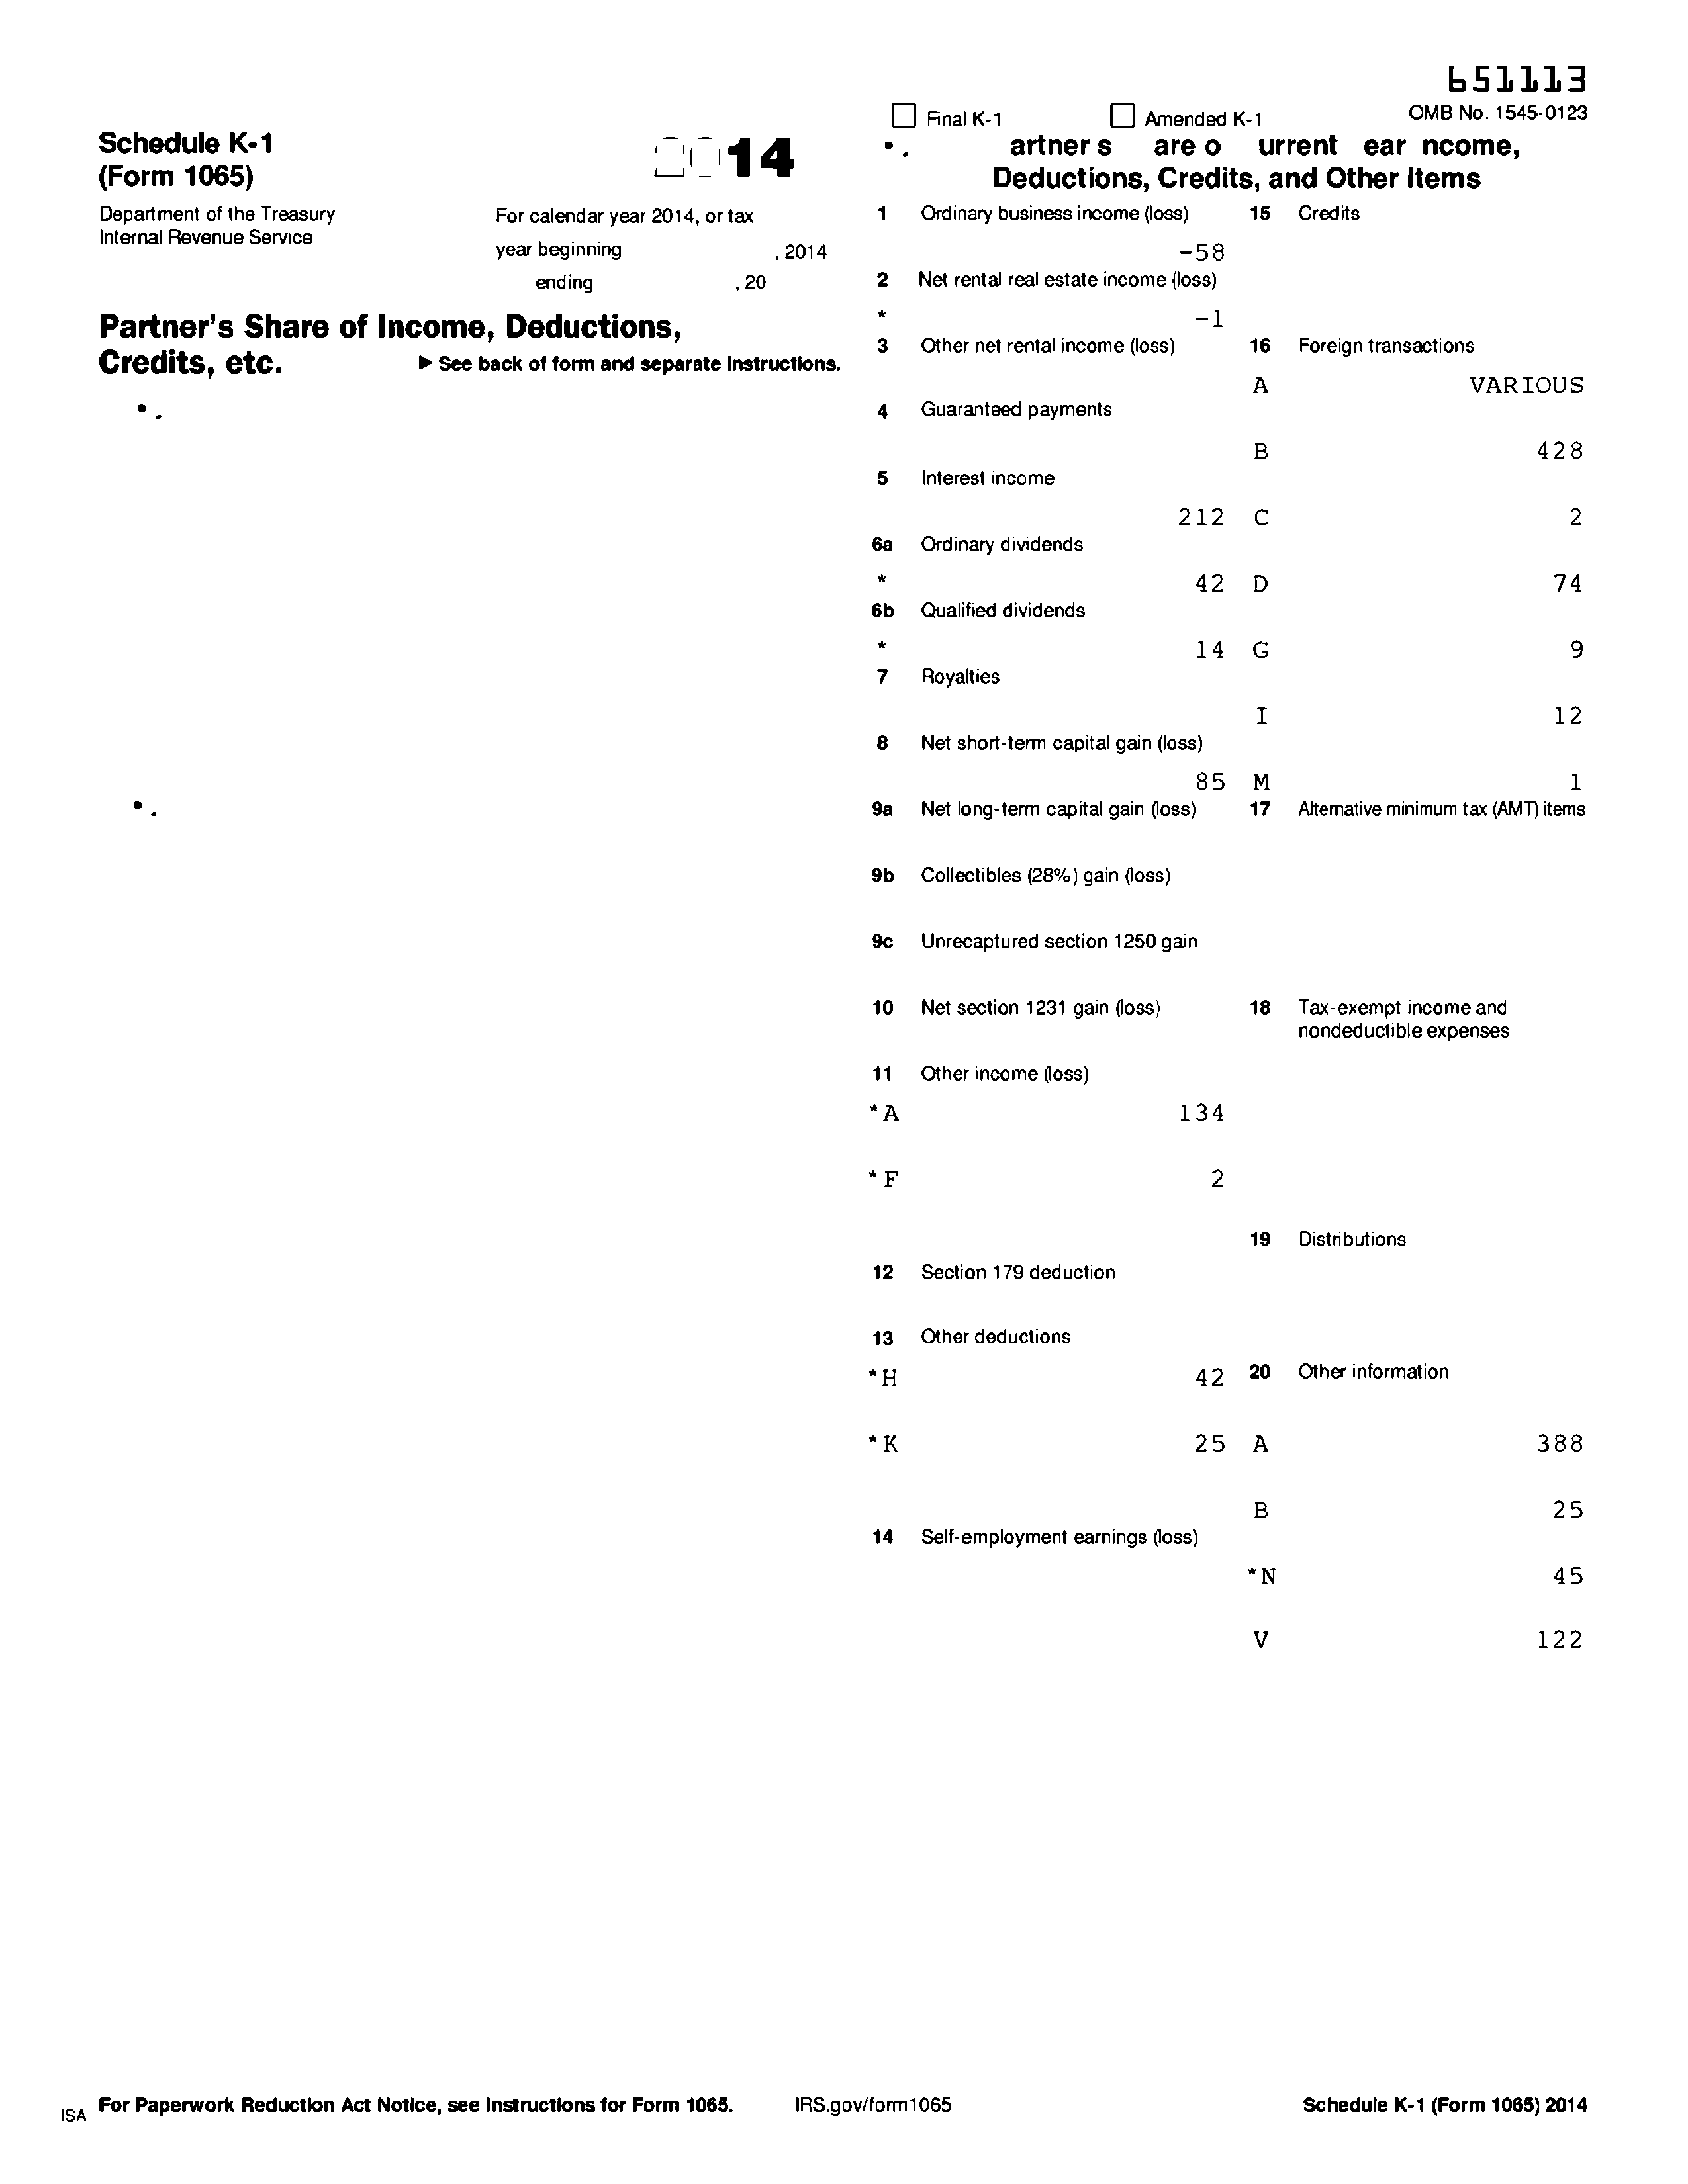 651113
OMB No. 1545-0123
Final K-1
Amended K-1
Schedule K-1
(Form 1065)
2014
Department of the Treasury
Internal Revenue Service
For calendar year 2014, or tax
year beginning , 2014
ending , 20
Partner's Share of Income, Deductions,
Credits, etc.
▶ See back of form and separate instructions.
artner s are o urrent ear ncome,
Deductions, Credits, and Other Items
1 Ordinary business income (loss)
-58
2 Net rental real estate income (loss)
* -1
3 Other net rental income (loss)
4 Guaranteed payments
5 Interest income
212
6a Ordinary dividends
* 42
6b Qualified dividends
* 14
7 Royalties
8 Net short-term capital gain (loss)
85
9a Net long-term capital gain (loss)
9b Collectibles (28%) gain (loss)
9c Unrecaptured section 1250 gain
10 Net section 1231 gain (loss)
11 Other income (loss)
*A 134
*F 2
12 Section 179 deduction
13 Other deductions
*H 42
*K 25
14 Self-employment earnings (loss)
15 Credits
16 Foreign transactions
A VARIOUS
B 428
C 2
D 74
G 9
I 12
M 1
17 Alternative minimum tax (AMT) items
18 Tax-exempt income and
nondeductible expenses
19 Distributions
20 Other information
A 388
B 25
*N 45
V 122
ISA For Paperwork Reduction Act Notice, see Instructions for Form 1065. IRS.gov/form1065 Schedule K-1 (Form 1065) 2014